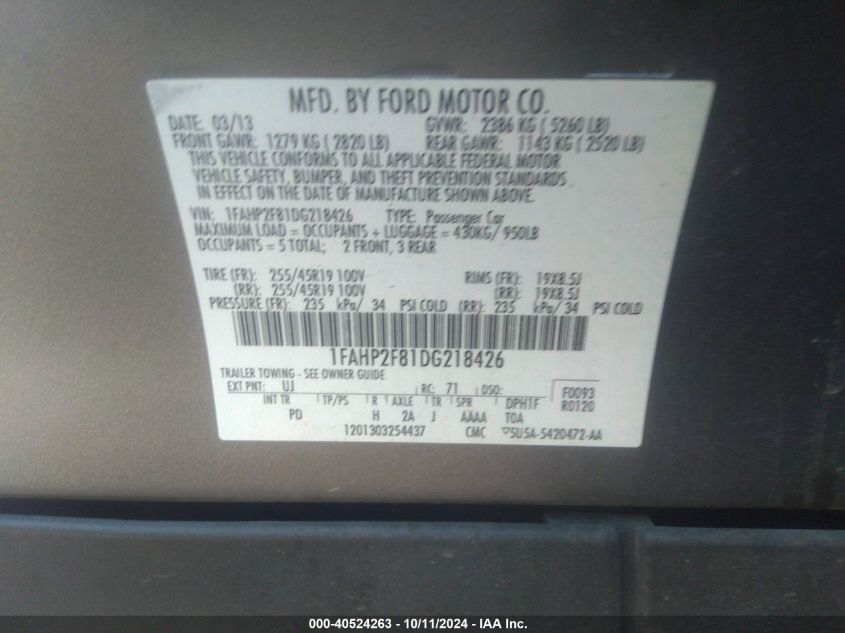 MFD. BY FORD MOTOR CO.
DATE: 03/13 GVWR: 2386 KG ( 5260 LB)
FRONT GAWR: 1279 KG ( 2820 LB) REAR GAWR: 1143 KG ( 2520 LB)
THIS VEHICLE CONFORMS TO ALL APPLICABLE FEDERAL MOTOR
VEHICLE SAFETY, BUMPER, AND THEFT PREVENTION STANDARDS
IN EFFECT ON THE DATE OF MANUFACTURE SHOWN ABOVE.
VIN: 1FAHP2F81DG218426 TYPE: Passenger Car
MAXIMUM LOAD = OCCUPANTS + LUGGAGE = 430KG/ 950LB
OCCUPANTS = 5 TOTAL; 2 FRONT, 3 REAR
TIRE (FR): 255/45R19 100V RIMS (FR): 19X8.5J
(RR): 255/45R19 100V (RR): 19X8.5J
PRESSURE (FR): 235 kPa/ 34 PSI COLD (RR): 235 kPa/ 34 PSI COLD
1FAHP2F81DG218426
TRAILER TOWING - SEE OWNER GUIDE
EXT PNT: UJ RC: 71 DSO: F0093
INT TR TP/PS R AXLE TR SPR DPH1F R0120
PD H 2A J AAAA TOA
1201303254437 CMC 5U5A-5420472-AA
000-40524263 - 10/11/2024 - IAA Inc.